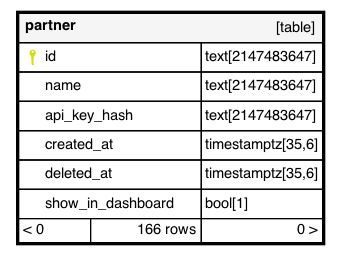 partner [table]
id text[2147483647]
name text[2147483647]
api_key_hash text[2147483647]
created_at timestamptz[35,6]
deleted_at timestamptz[35,6]
show_in_dashboard bool[1]
< 0 166 rows 0 >